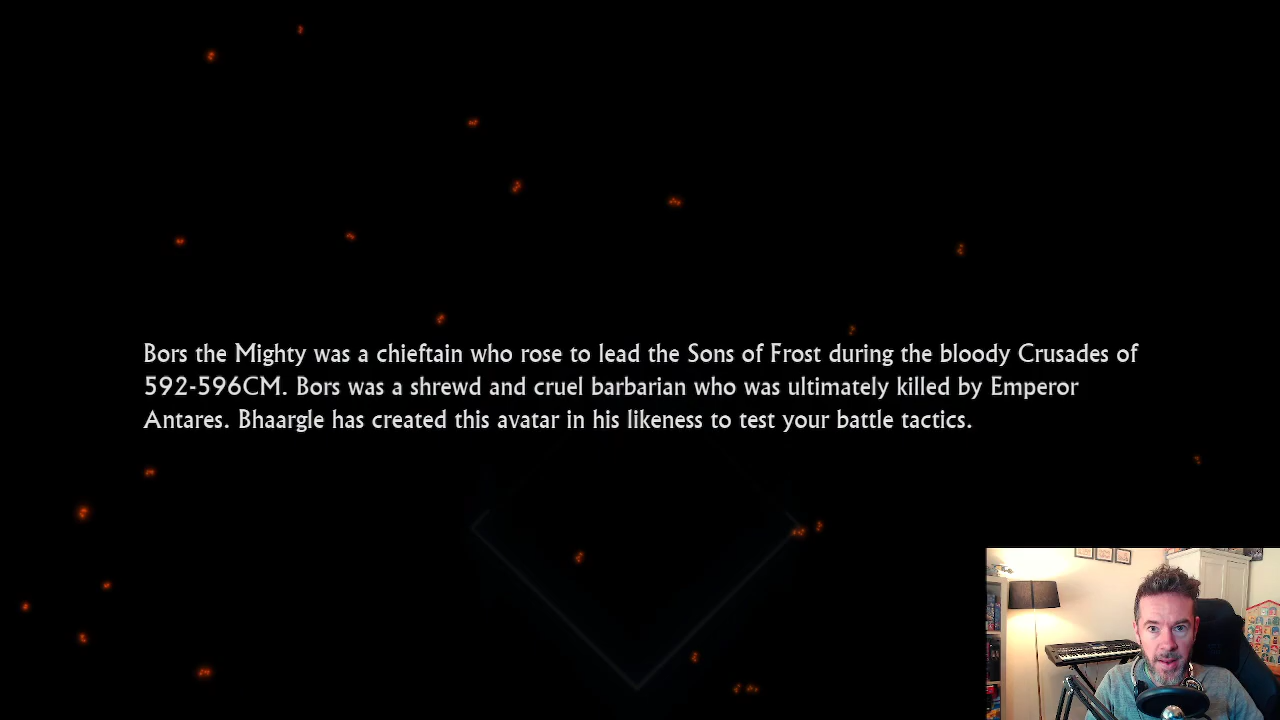 Bors the Mighty was a chieftain who rose to lead the Sons of Frost during the bloody Crusades of
592-596CM. Bors was a shrewd and cruel barbarian who was ultimately killed by Emperor
Antares. Bhaargle has created this avatar in his likeness to test your battle tactics.